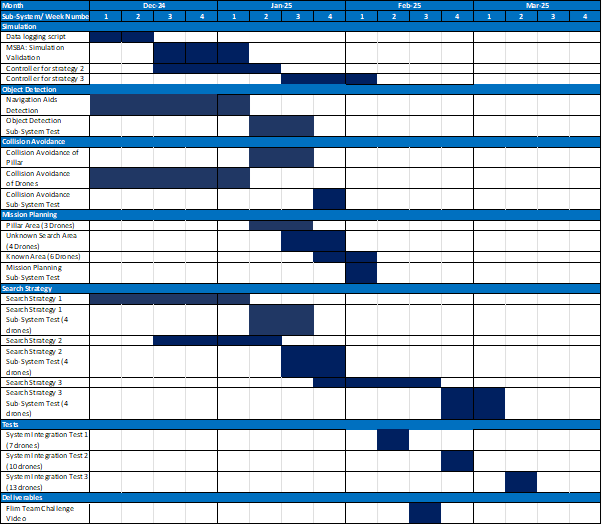 Month Dec-24 Jan-25 Feb-25 Mar-25
Sub-System/ Week Numbe 1 2 3 4 1 2 3 4 1 2 3 4 1 2 3 4
Simulation
Data logging script
MSBA: Simulation
Validation
Controller for strategy 2
Controller for strategy 3
Object Detection
Navigation Aids
Detection
Object Detection
Sub-System Test
Collision Avoidance
Collision Avoidance of
Pillar
Collision Avoidance
of Drones
Collision Avoidance
Sub-System Test
Mission Planning
Pillar Area (3 Drones)
Unknown Search Area
(4 Drones)
Known Area (6 Drones)
Mission Planning
Sub-System Test
Search Strategy
Search Strategy 1
Search Strategy 1
Sub-System Test (4
drones)
Search Strategy 2
Search Strategy 2
Sub-System Test (4
drones)
Search Strategy 3
Search Strategy 3
Sub-System Test (4
drones)
Tests
System Integration Test 1
(7 drones)
System Integration Test 2
(10 drones)
System Integration Test 3
(13 drones)
Deliverables
Flim Team Challenge
Video